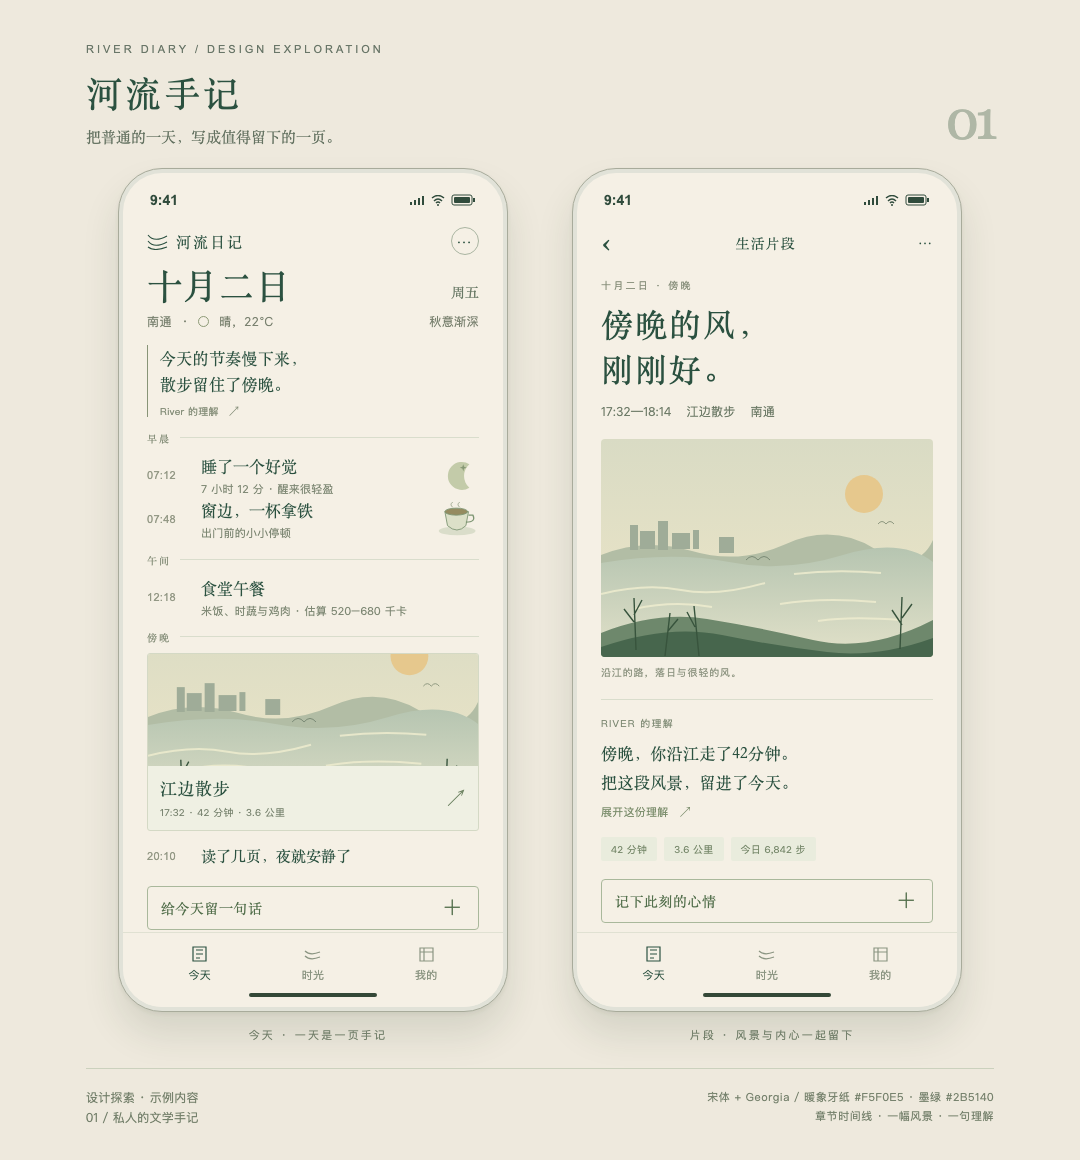 RIVER DIARY / DESIGN EXPLORATION
河流手记
把普通的一天，写成值得留下的一页。
01
9:41
河流日记
十月二日
周五
南通 · 晴，22°C
秋意渐深
今天的节奏慢下来，
散步留住了傍晚。
River 的理解 ↗
早晨
07:12
睡了一个好觉
7 小时 12 分 · 醒来很轻盈
07:48
窗边，一杯拿铁
出门前的小小停顿
午间
12:18
食堂午餐
米饭、时蔬与鸡肉 · 估算 520—680 千卡
傍晚
江边散步
17:32 · 42 分钟 · 3.6 公里
20:10
读了几页，夜就安静了
给今天留一句话
今天
时光
我的
今天 · 一天是一页手记
9:41
生活片段
十月二日 · 傍晚
傍晚的风，
刚刚好。
17:32—18:14 江边散步 南通
沿江的路，落日与很轻的风。
RIVER 的理解
傍晚，你沿江走了42分钟。
把这段风景，留进了今天。
展开这份理解 ↗
42 分钟
3.6 公里
今日 6,842 步
记下此刻的心情
今天
时光
我的
片段 · 风景与内心一起留下
设计探索 · 示例内容
01 / 私人的文学手记
宋体 + Georgia / 暖象牙纸 #F5F0E5 · 墨绿 #2B5140
章节时间线 · 一幅风景 · 一句理解